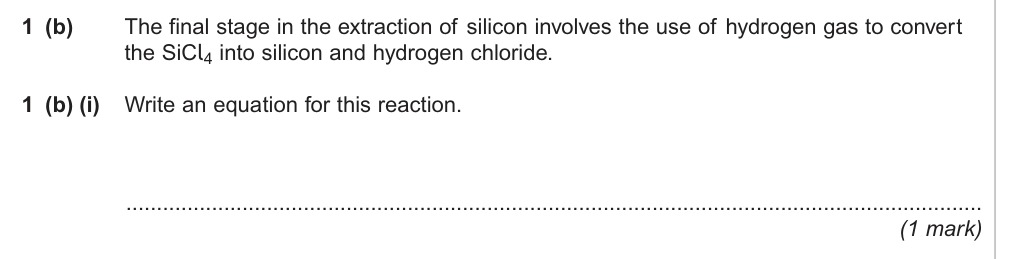 1 (b) The final stage in the extraction of silicon involves the use of hydrogen gas to convert
the SiCl₄ into silicon and hydrogen chloride.
1 (b) (i) Write an equation for this reaction.
(1 mark)